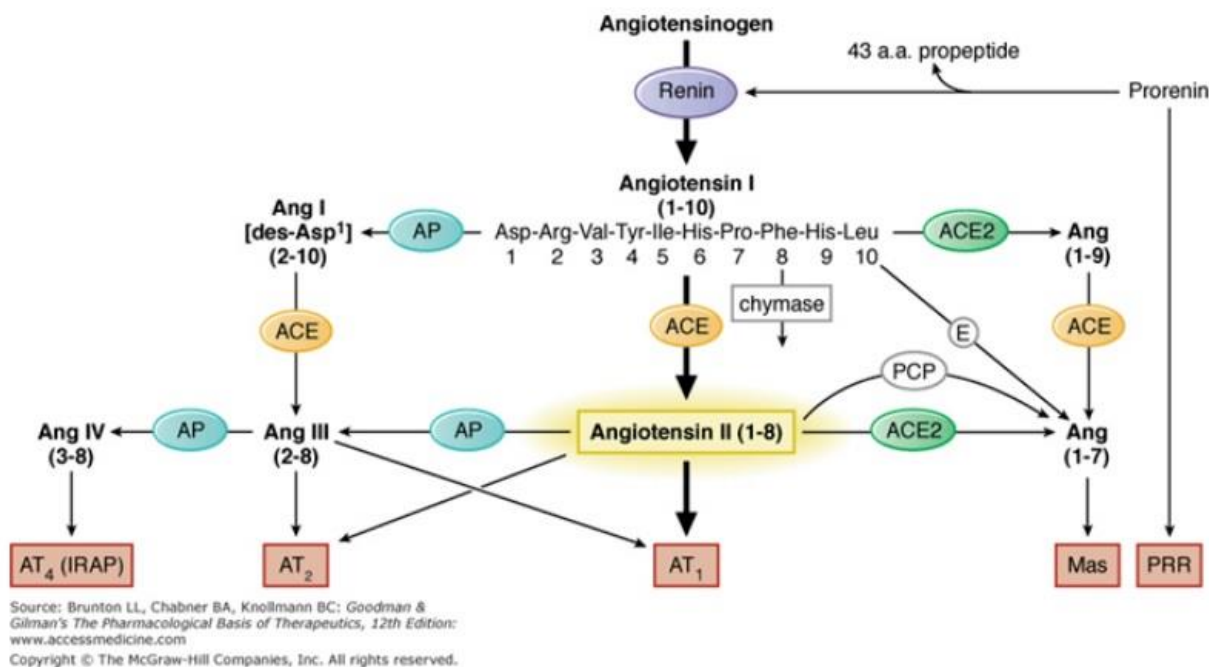 Angiotensinogen
43 a.a. propeptide
Renin
Prorenin
Angiotensin I
(1-10)
Ang I
[des-Asp¹]
(2-10)
AP
Asp-Arg-Val-Tyr-Ile-His-Pro-Phe-His-Leu
1 2 3 4 5 6 7 8 9 10
ACE2
Ang
(1-9)
chymase
ACE
ACE
E
ACE
PCP
Ang IV
(3-8)
AP
Ang III
(2-8)
AP
Angiotensin II (1-8)
ACE2
Ang
(1-7)
AT₄ (IRAP)
AT₂
AT₁
Mas
PRR
Source: Brunton LL, Chabner BA, Knollmann BC: Goodman &
Gilman's The Pharmacological Basis of Therapeutics, 12th Edition:
www.accessmedicine.com
Copyright © The McGraw-Hill Companies, Inc. All rights reserved.